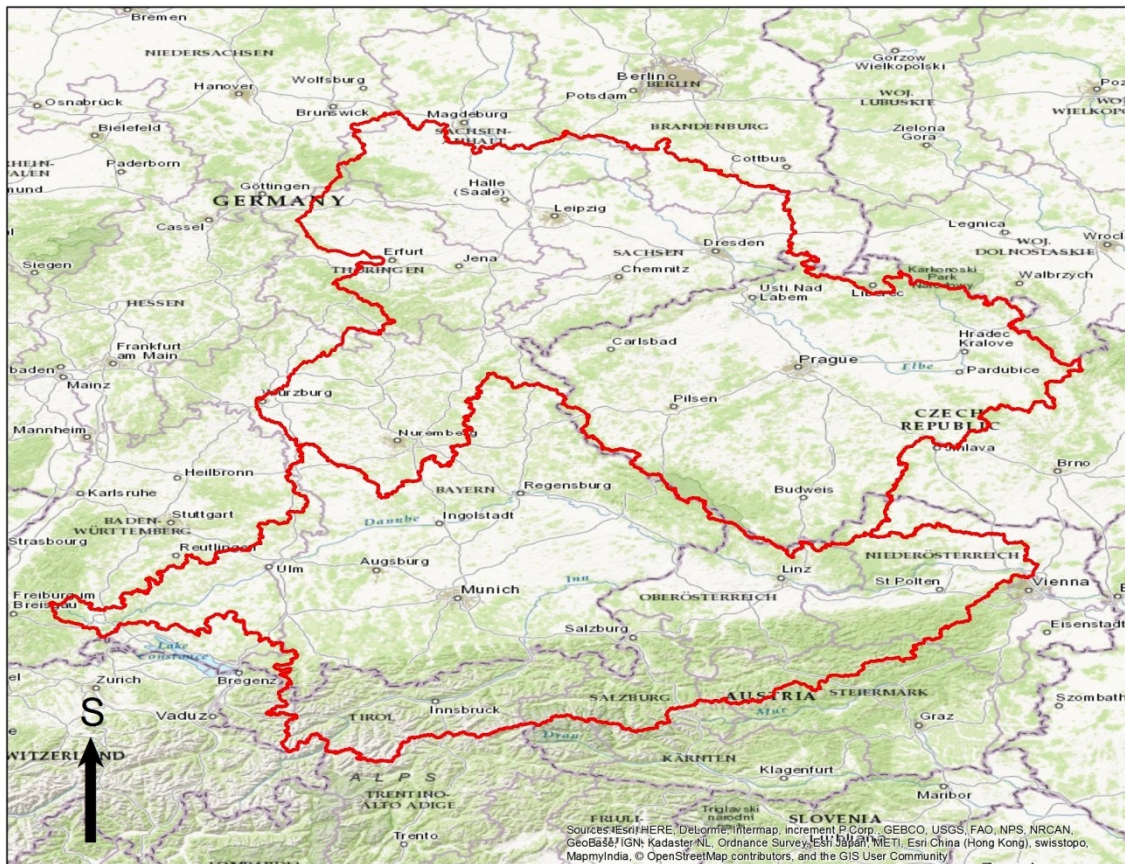 Bremen
NIEDERSACHSEN
Gorzow
Wielkopolski
Wolfsburg
Berlin
BERLIN
Hanover
Potsdam
WOJ.
LUBUSKIE
Osnabrück
Brunswick
Magdeburg
SACHSEN-
ANHALT
BRANDENBURG
Bielefeld
Zielona
Gora
Paderborn
Cottbus
Göttingen
Halle
(Saale)
GERMANY
Leipzig
Legnica
Cassel
WOJ.
DOLNOSLASKIE
Siegen
Erfurt
THÜRINGEN
Jena
SACHSEN
Dresden
Chemnitz
Karkonoski
Park
Narodowy
Walbrzych
HESSEN
Usti Nad
Labem
Liberec
Frankfurt
am Main
Carlsbad
Hradec
Kralove
Mainz
Prague
Elbe
Pardubice
Würzburg
Pilsen
Mannheim
Nuremberg
CZECH
REPUBLIC
Jihlava
Heilbronn
Brno
Karlsruhe
BAYERN
Regensburg
Budweis
Stuttgart
BADEN-
WÜRTTEMBERG
Danube
Ingolstadt
Strasbourg
Reutlingen
NIEDERÖSTERREICH
Ulm
Augsburg
Linz
Inn
St Polten
Vienna
Freiburg im
Breisgau
Munich
OBERÖSTERREICH
Eisenstadt
Salzburg
Lake
Constance
Zurich
Bregenz
SALZBURG
AUSTRIA
STEIERMARK
Innsbruck
S
Vaduz
TIROL
Mur
Graz
Drau
KÄRNTEN
ALPS
Klagenfurt
TRENTINO-
ALTO ADIGE
Maribor
Triglavski
narodni
SLOVENIA
Trento
Sources: Esri, HERE, DeLorme, Intermap, increment P Corp., GEBCO, USGS, FAO, NPS, NRCAN,
GeoBase, IGN, Kadaster NL, Ordnance Survey, Esri Japan, METI, Esri China (Hong Kong), swisstopo,
MapmyIndia, © OpenStreetMap contributors, and the GIS User Community